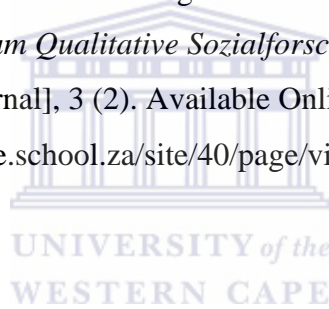 um Qualitative Sozialforsc
rnal], 3 (2). Available Onli
e.school.za/site/40/page/vi
UNIVERSITY of the
WESTERN CAPE